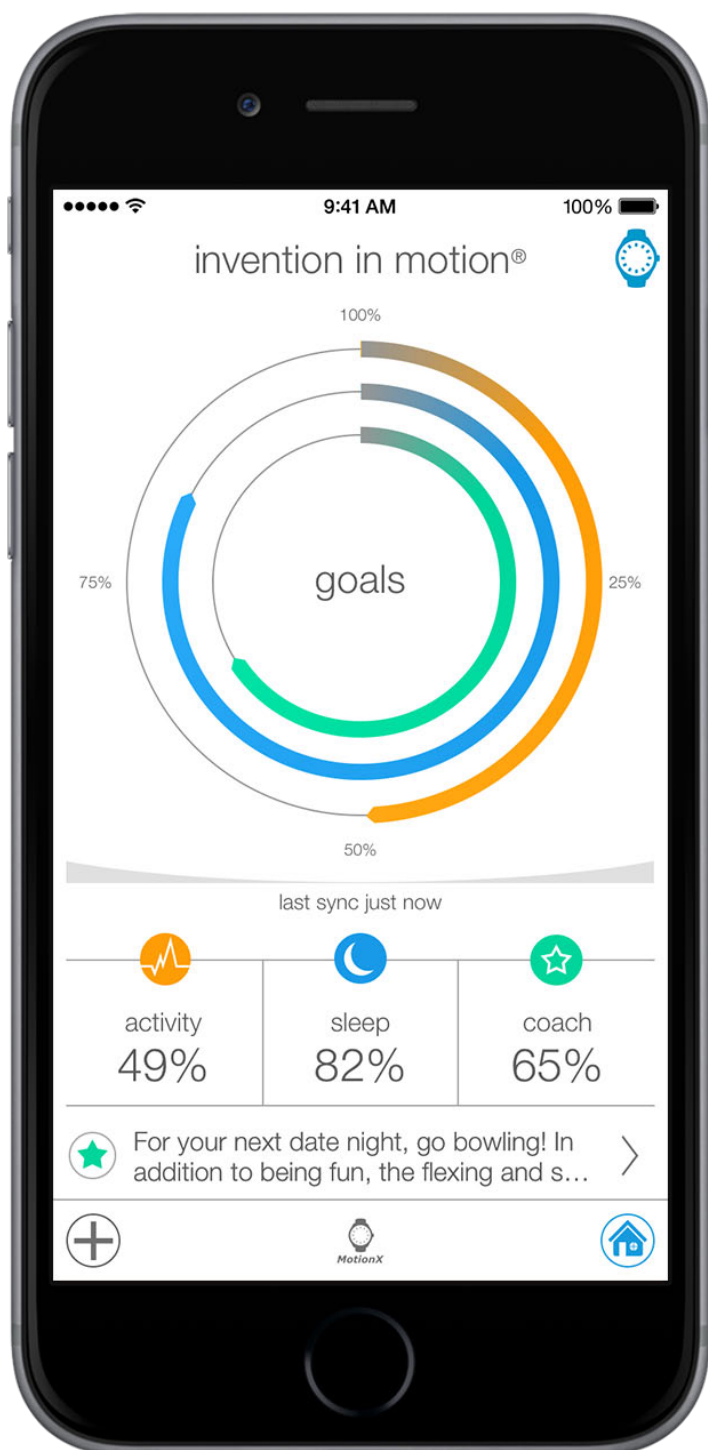 9:41 AM 100%
invention in motion®
100%
75% goals 25%
50%
last sync just now
activity sleep coach
49% 82% 65%
For your next date night, go bowling! In
addition to being fun, the flexing and s...
MotionX